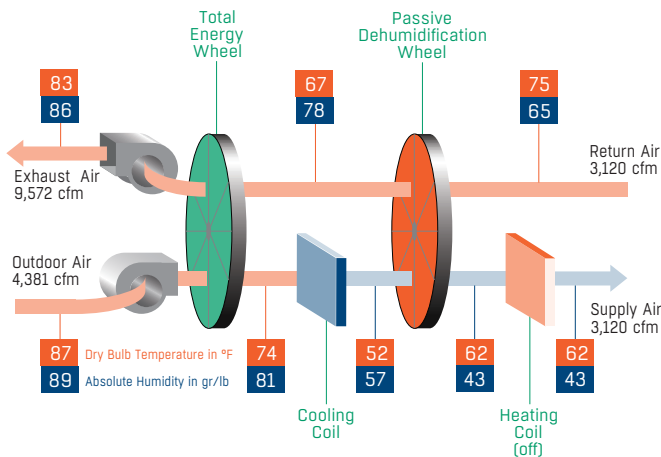 Total
Energy
Wheel
Passive
Dehumidification
Wheel
83
86
67
78
75
65
Exhaust Air
9,572 cfm
Return Air
3,120 cfm
Outdoor Air
4,381 cfm
Supply Air
3,120 cfm
87 Dry Bulb Temperature in °F
89 Absolute Humidity in gr/lb
74
81
52
57
62
43
62
43
Cooling
Coil
Heating
Coil
(off)